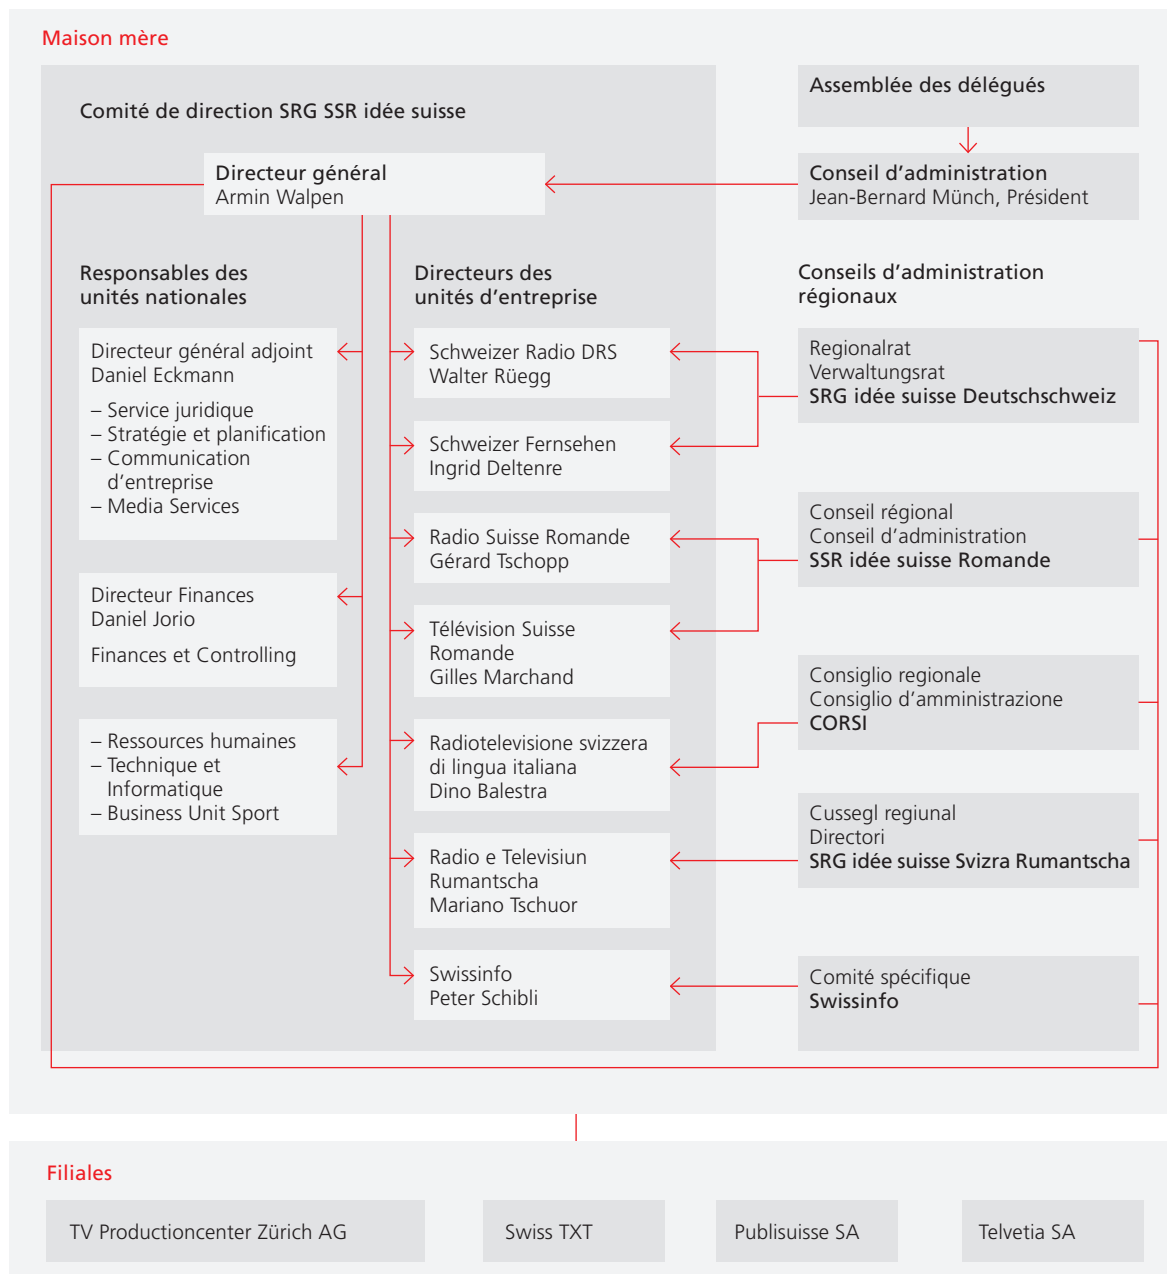 Maison mère
Comité de direction SRG SSR idée suisse
Directeur général
Armin Walpen
Assemblée des délégués
Conseil d’administration
Jean-Bernard Münch, Président
Responsables des
unités nationales
Directeur général adjoint
Daniel Eckmann
– Service juridique
– Stratégie et planification
– Communication
d’entreprise
– Media Services
Directeur Finances
Daniel Jorio
Finances et Controlling
– Ressources humaines
– Technique et
Informatique
– Business Unit Sport
Directeurs des
unités d’entreprise
Schweizer Radio DRS
Walter Rüegg
Schweizer Fernsehen
Ingrid Deltenre
Radio Suisse Romande
Gérard Tschopp
Télévision Suisse
Romande
Gilles Marchand
Radiotelevisione svizzera
di lingua italiana
Dino Balestra
Radio e Televisiun
Rumantscha
Mariano Tschuor
Swissinfo
Peter Schibli
Conseils d’administration
régionaux
Regionalrat
Verwaltungsrat
SRG idée suisse Deutschschweiz
Conseil régional
Conseil d’administration
SSR idée suisse Romande
Consiglio regionale
Consiglio d’amministrazione
CORSI
Cussegl regiunal
Directori
SRG idée suisse Svizra Rumantscha
Comité spécifique
Swissinfo
Filiales
TV Productioncenter Zürich AG
Swiss TXT
Publisuisse SA
Telvetia SA